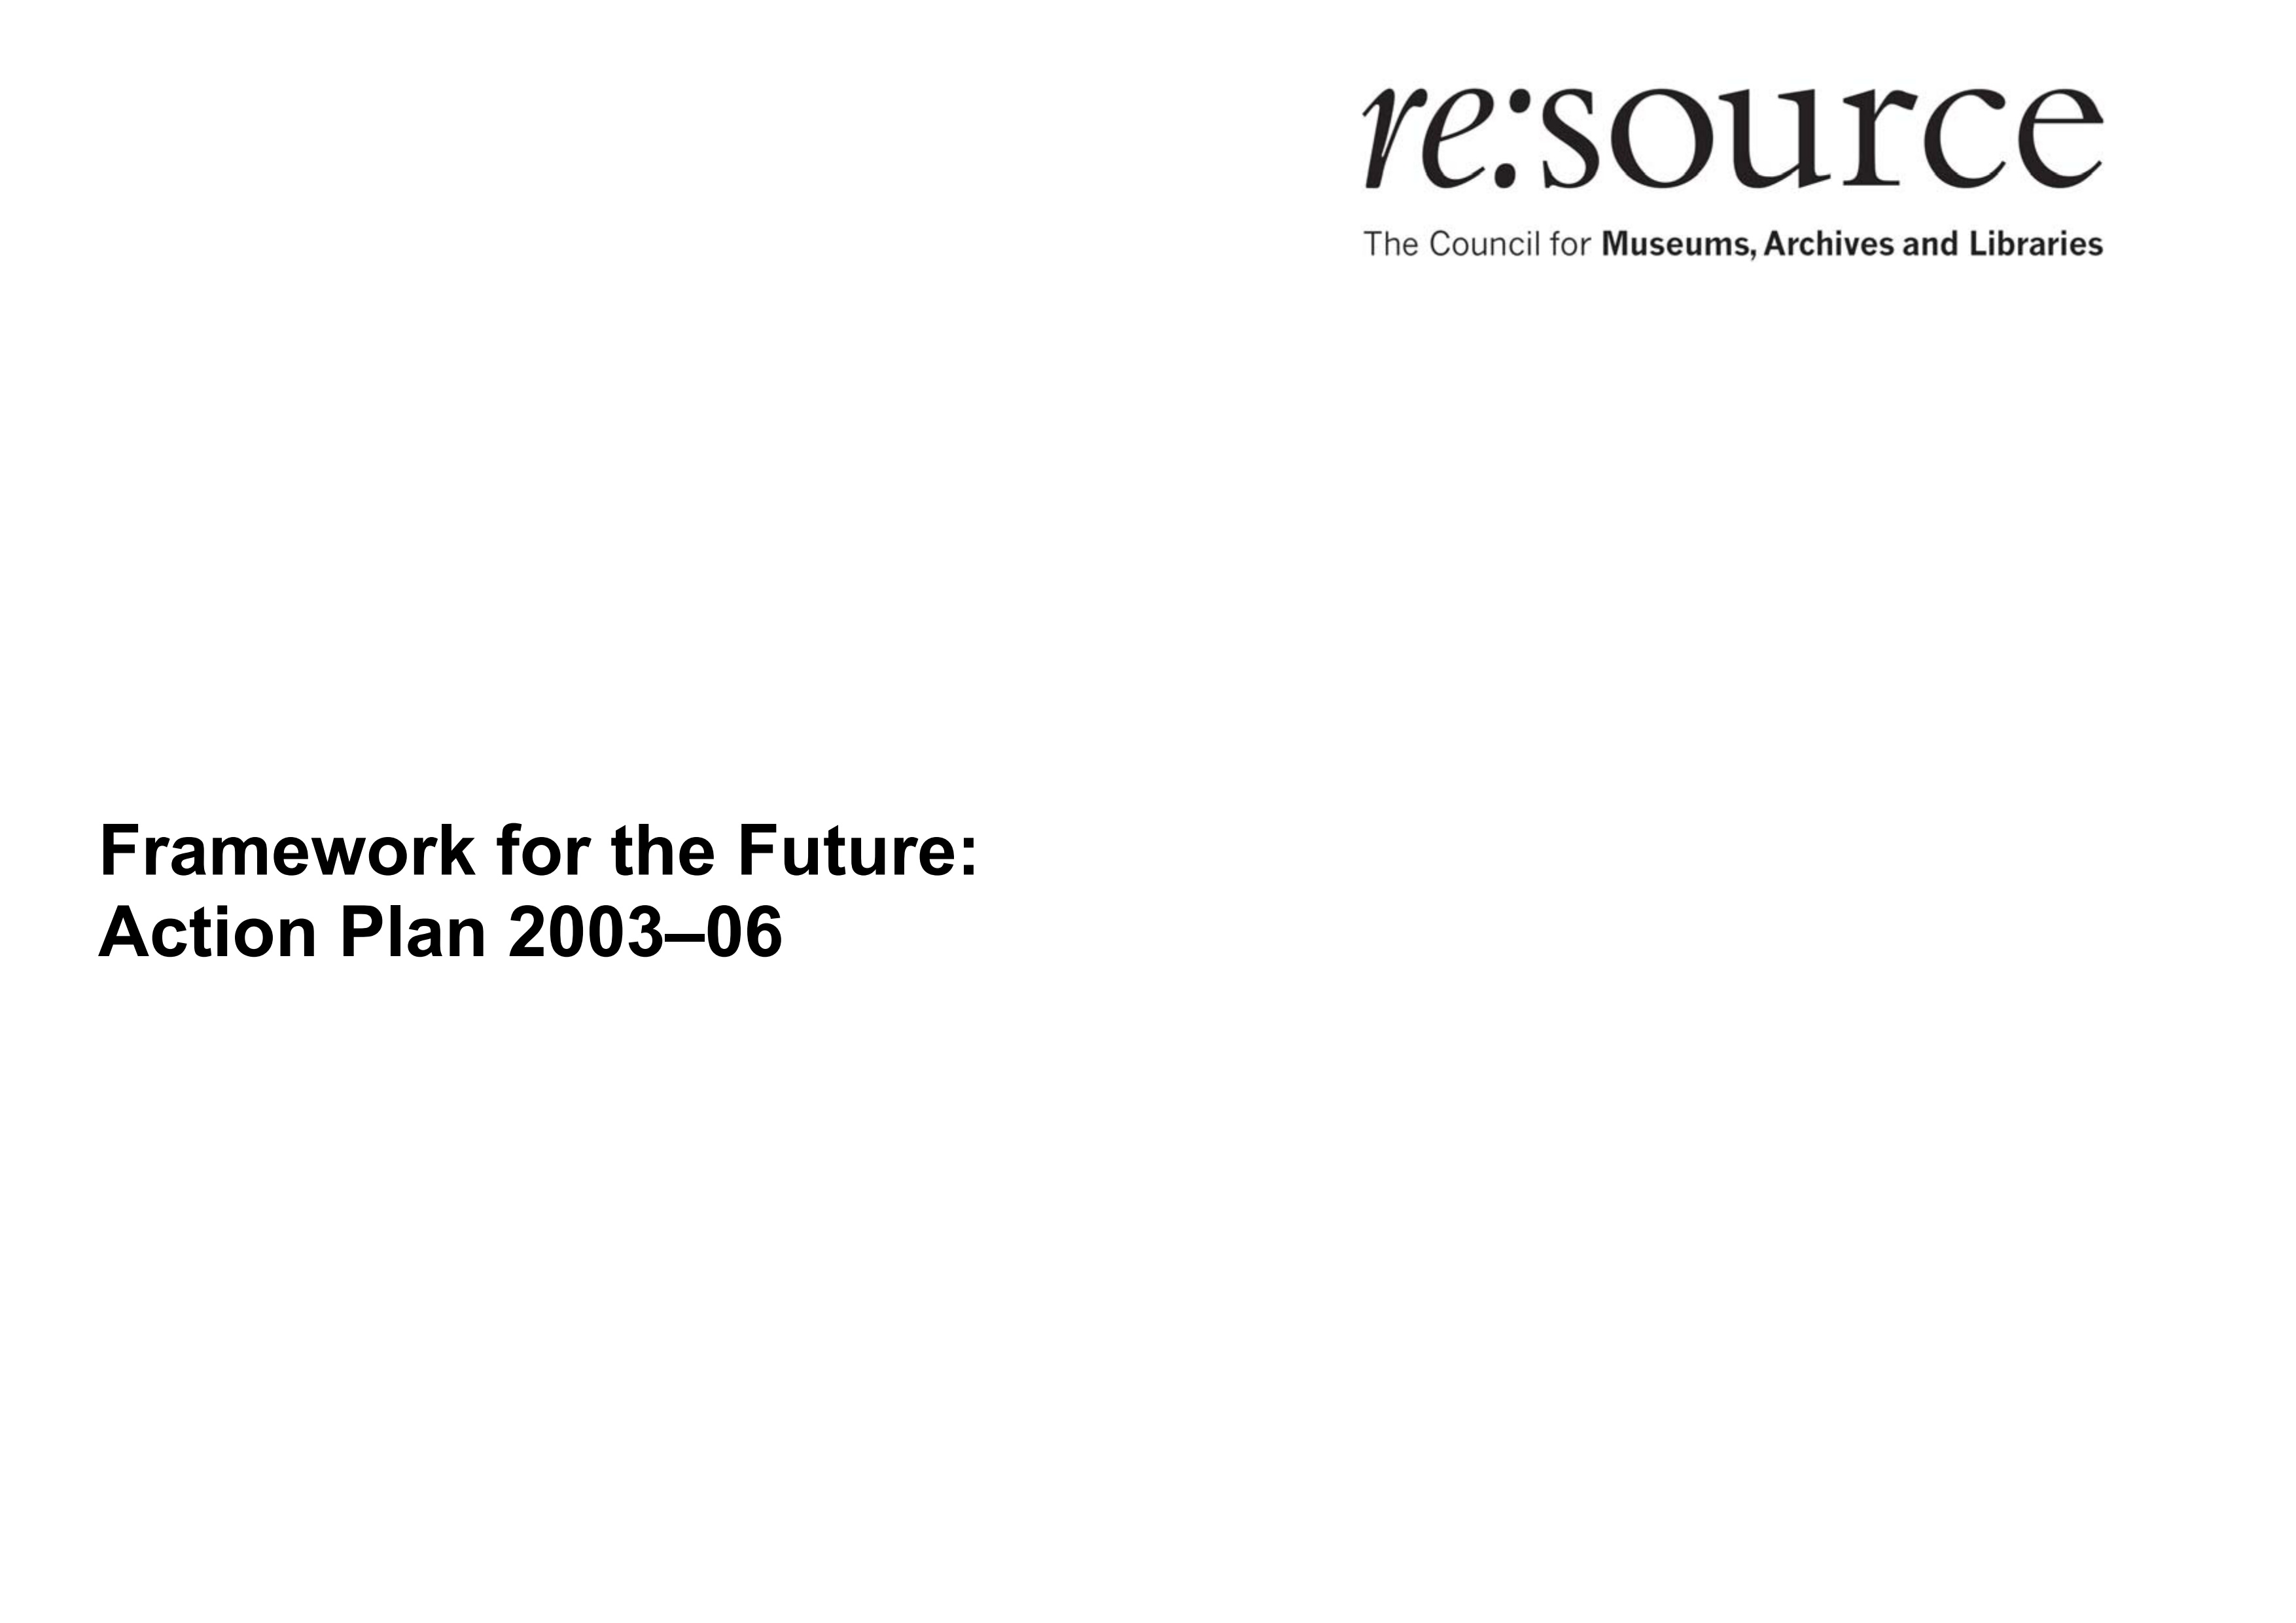 re:source
The Council for Museums, Archives and Libraries
Framework for the Future:
Action Plan 2003–06